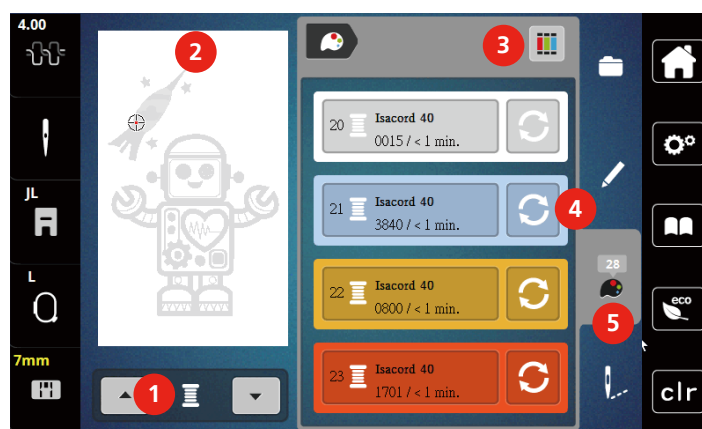 4.00
JL
L
7mm
2
1
3
20
Isacord 40
0015 / < 1 min.
21
Isacord 40
3840 / < 1 min.
4
22
Isacord 40
0800 / < 1 min.
23
Isacord 40
1701 / < 1 min.
28
5
eco
clr